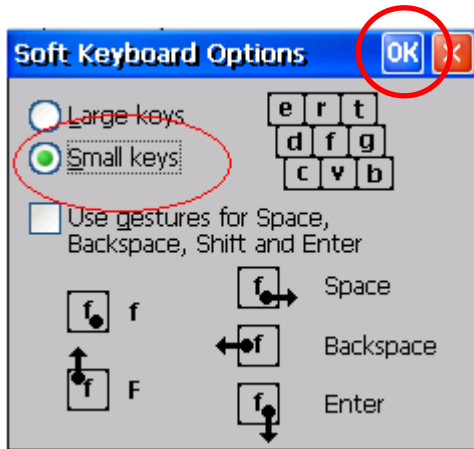 Soft Keyboard Options OK
Large keys
Small keys
e r t
d f g
c v b
Use gestures for Space,
Backspace, Shift and Enter
f f
f F
f Space
f Backspace
f Enter